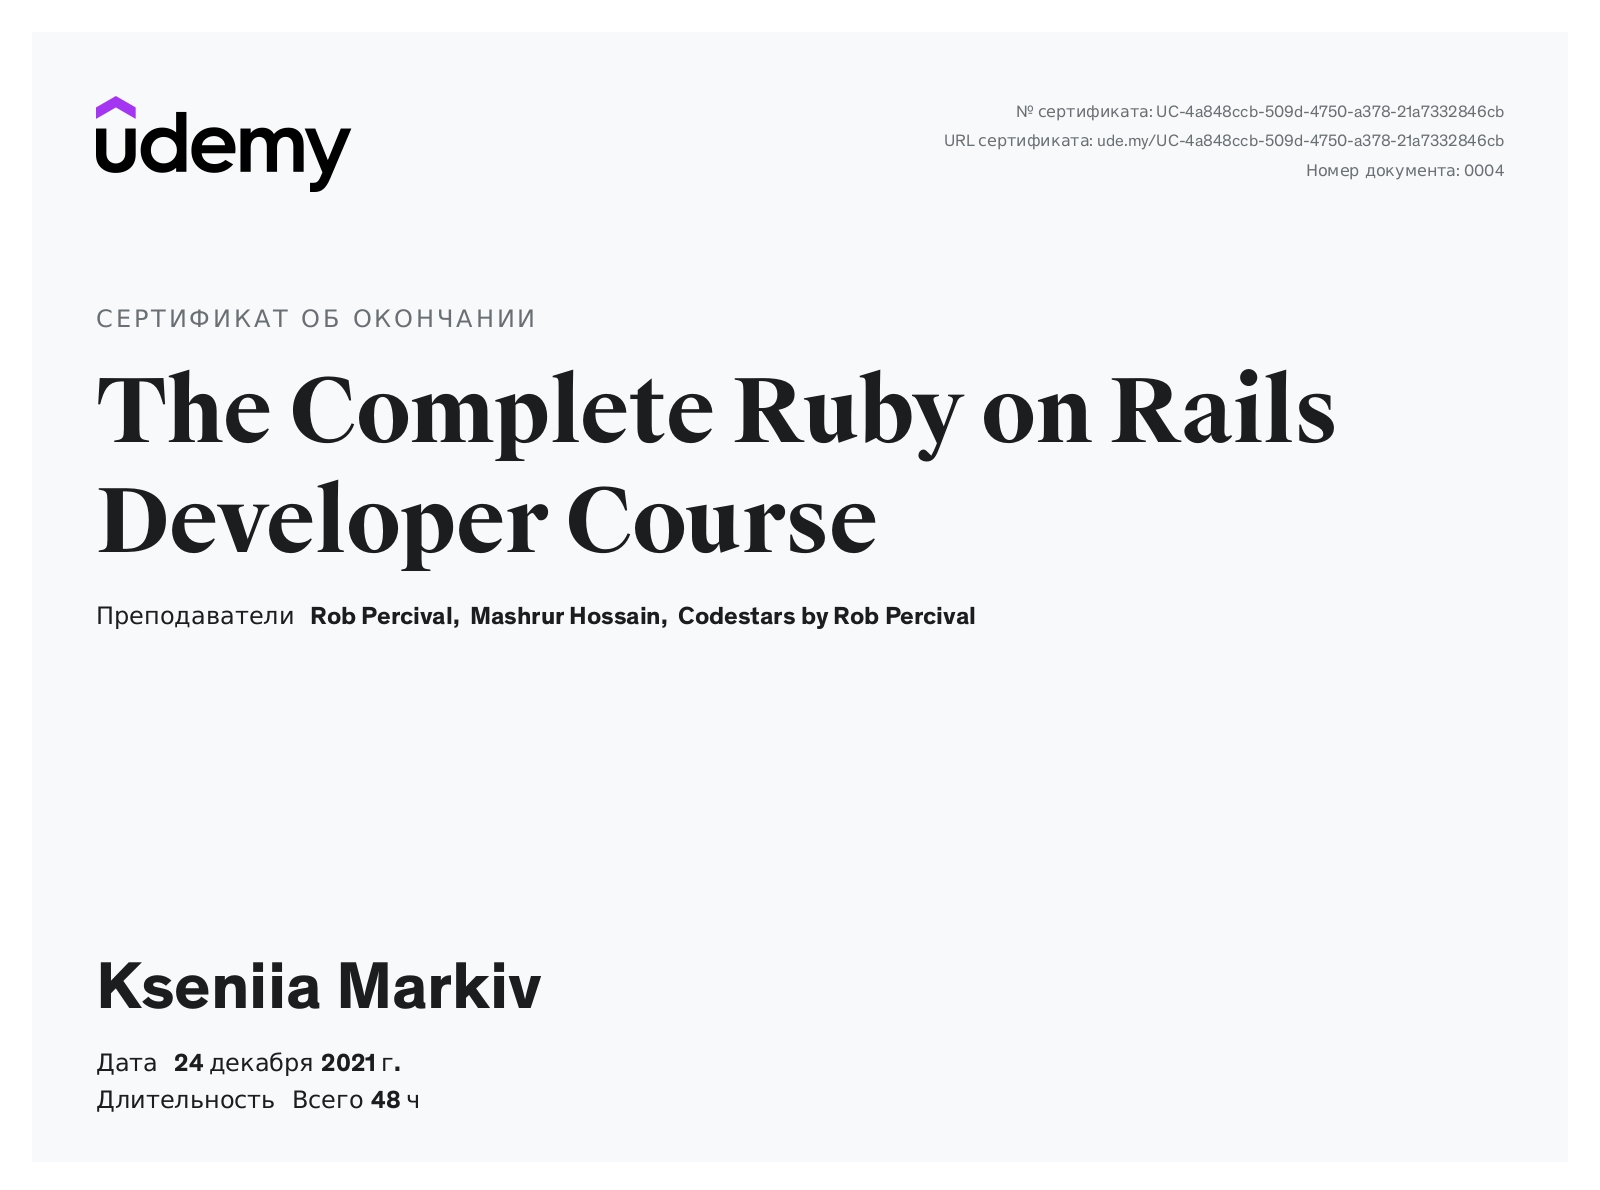 udemy
№ сертификата: UC-4a848ccb-509d-4750-a378-21a7332846cb
URL сертификата: ude.my/UC-4a848ccb-509d-4750-a378-21a7332846cb
Номер документа: 0004
СЕРТИФИКАТ ОБ ОКОНЧАНИИ
The Complete Ruby on Rails
Developer Course
Преподаватели Rob Percival, Mashrur Hossain, Codestars by Rob Percival
Kseniia Markiv
Дата 24 декабря 2021 г.
Длительность Всего 48 ч